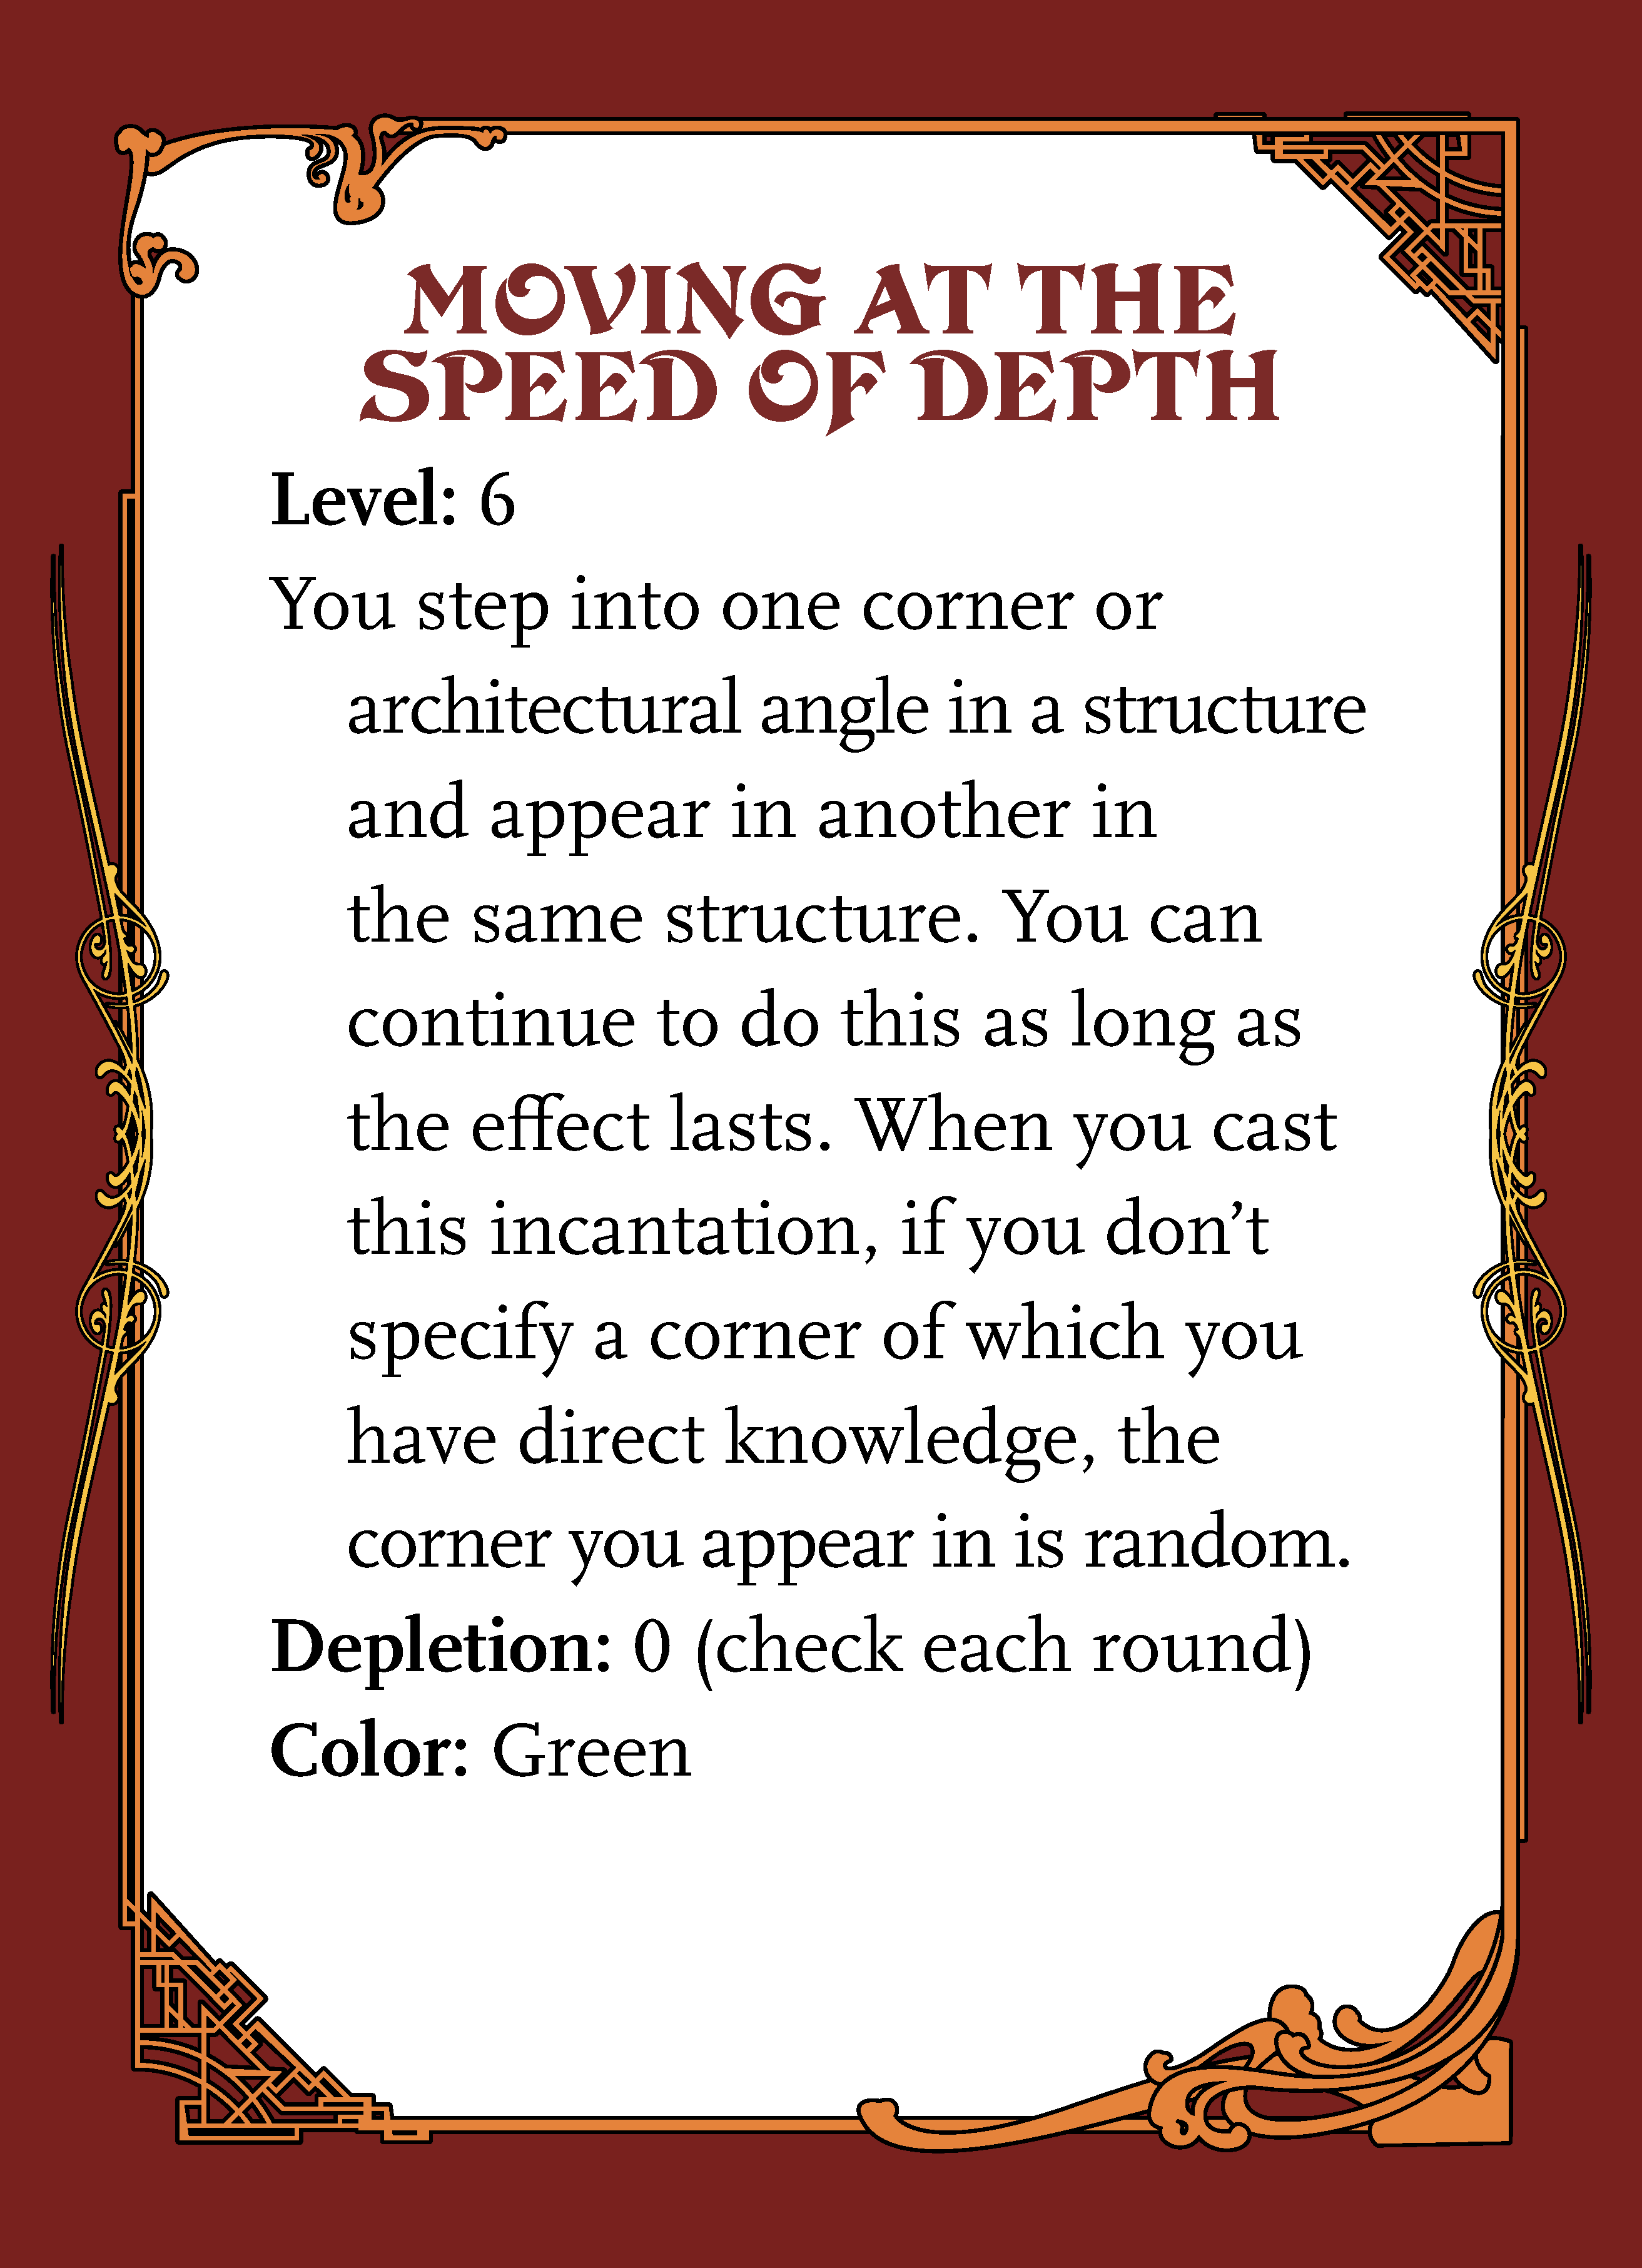 MOVING AT THE
SPEED OF DEPTH
Level: 6
You step into one corner or
architectural angle in a structure
and appear in another in
the same structure. You can
continue to do this as long as
the effect lasts. When you cast
this incantation, if you don’t
specify a corner of which you
have direct knowledge, the
corner you appear in is random.
Depletion: 0 (check each round)
Color: Green